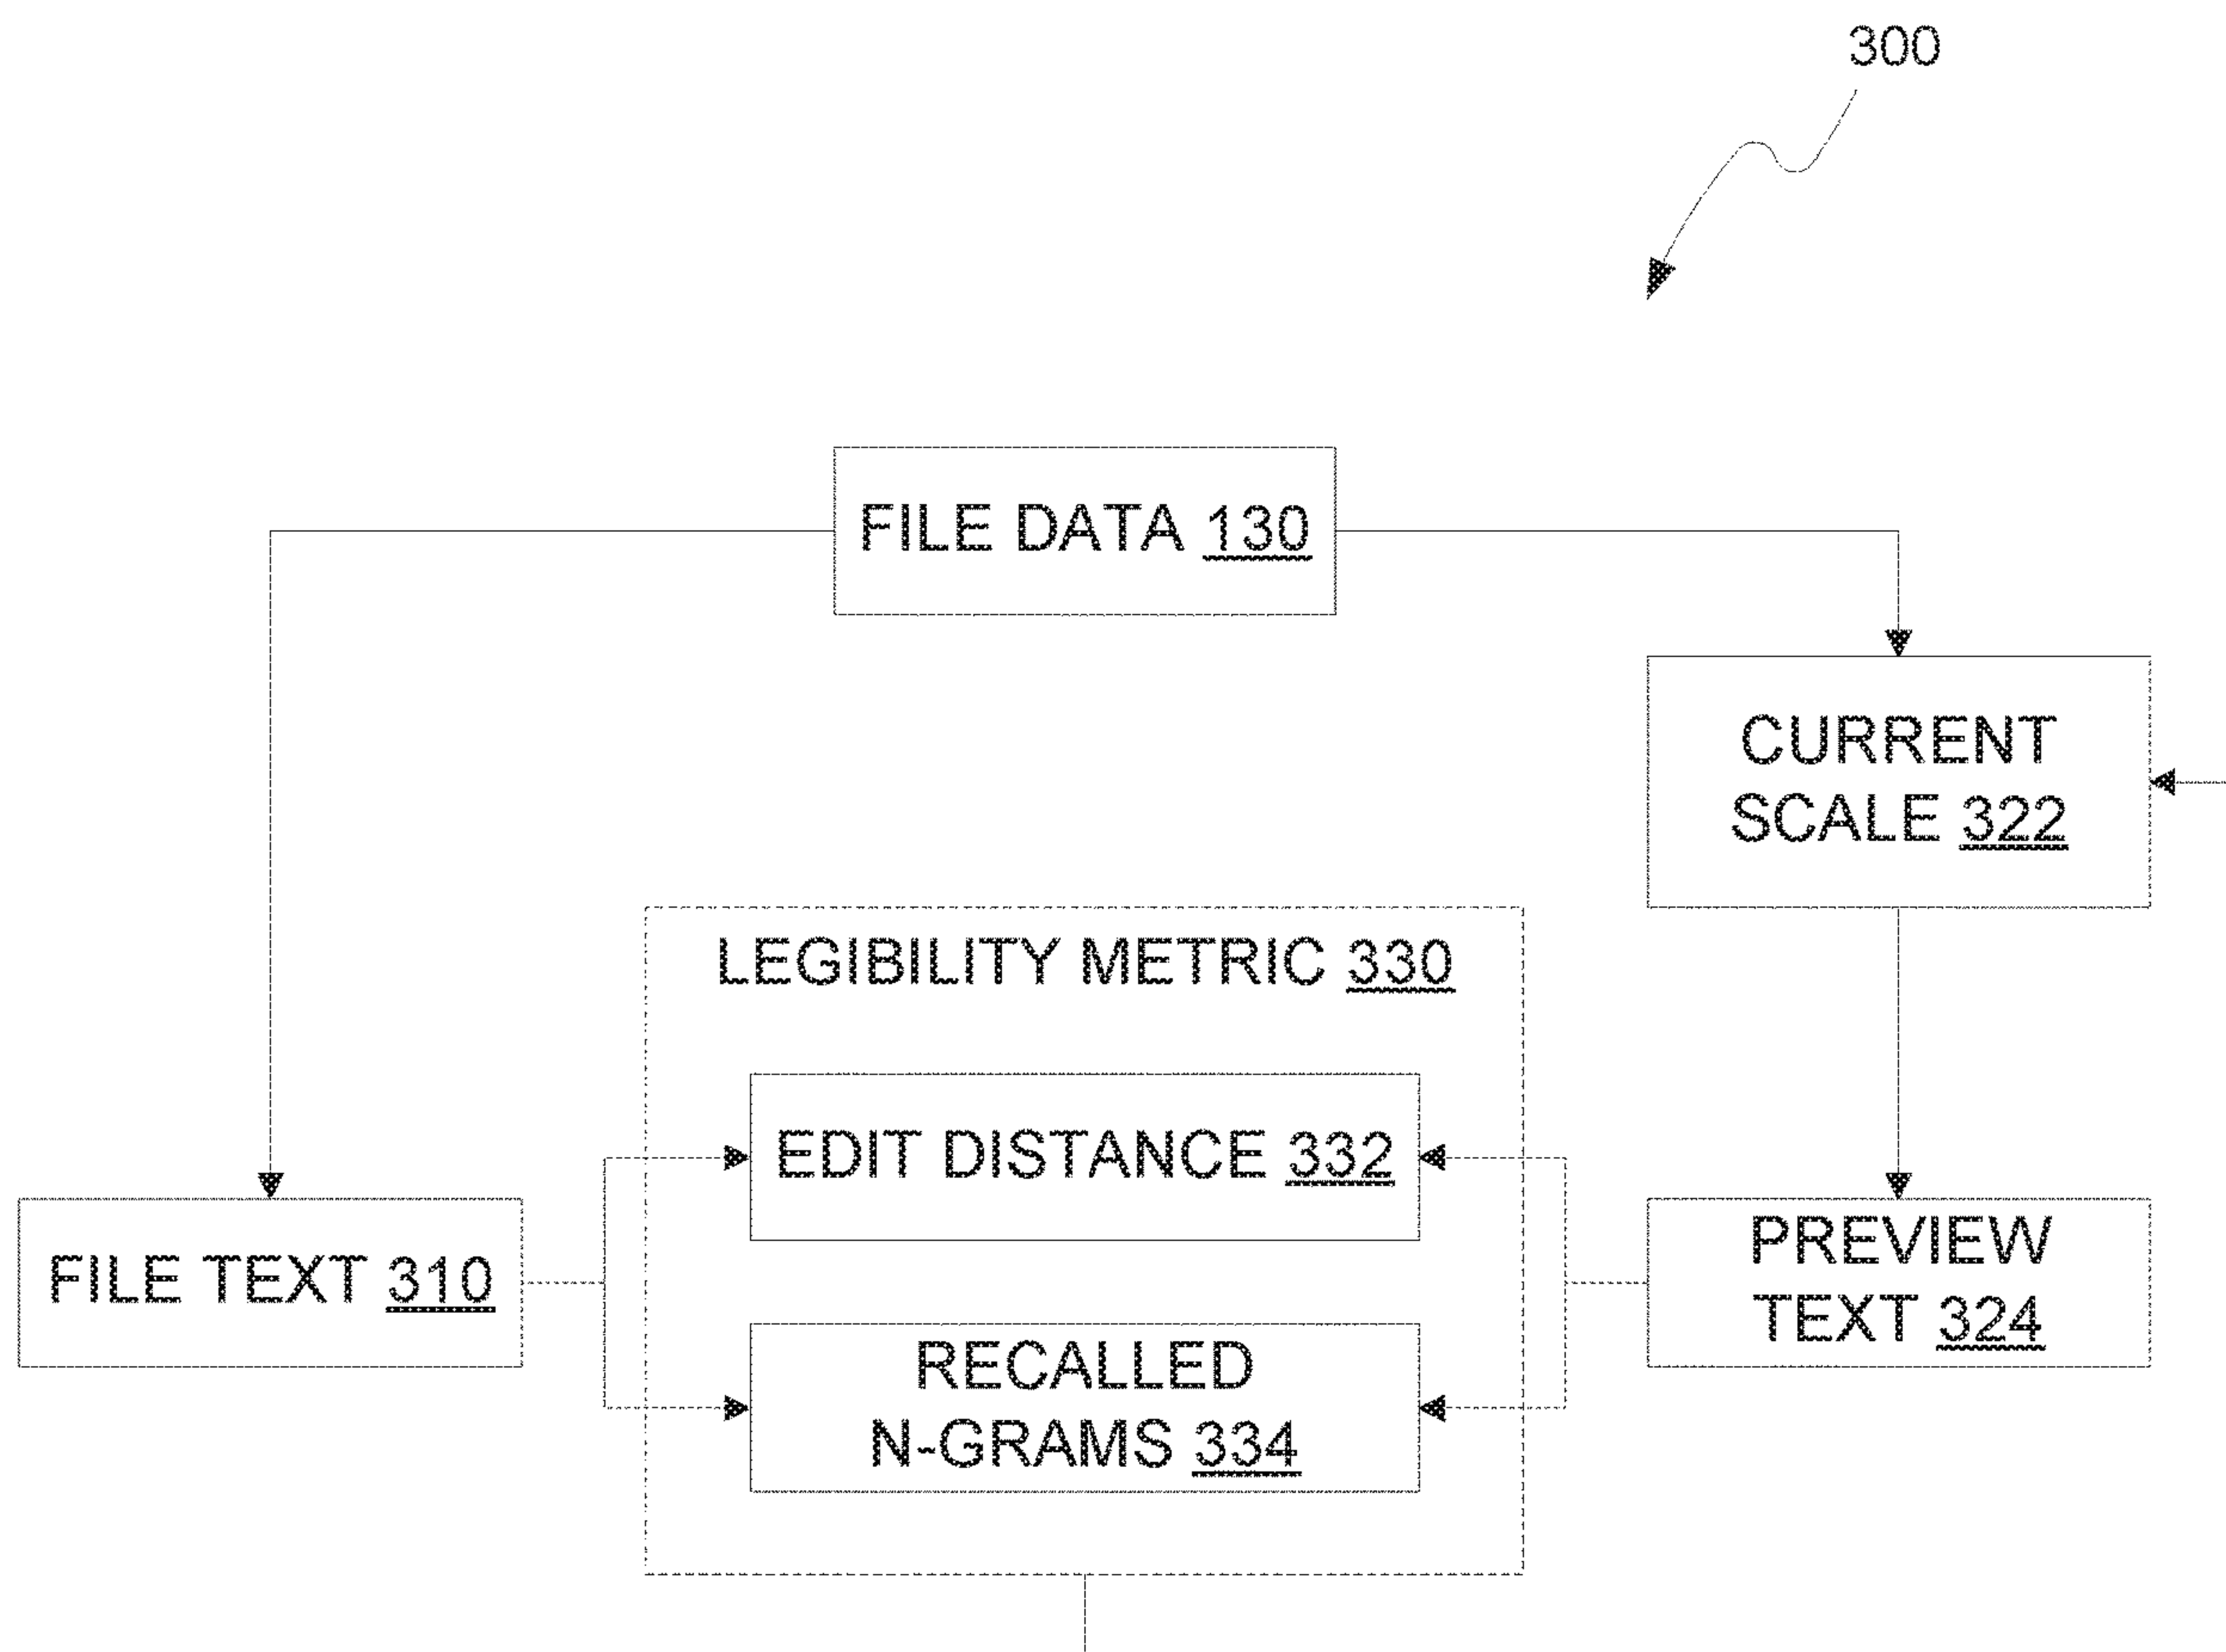 300
FILE DATA 130
CURRENT
SCALE 322
LEGIBILITY METRIC 330
EDIT DISTANCE 332
FILE TEXT 310
PREVIEW
TEXT 324
RECALLED
N-GRAMS 334